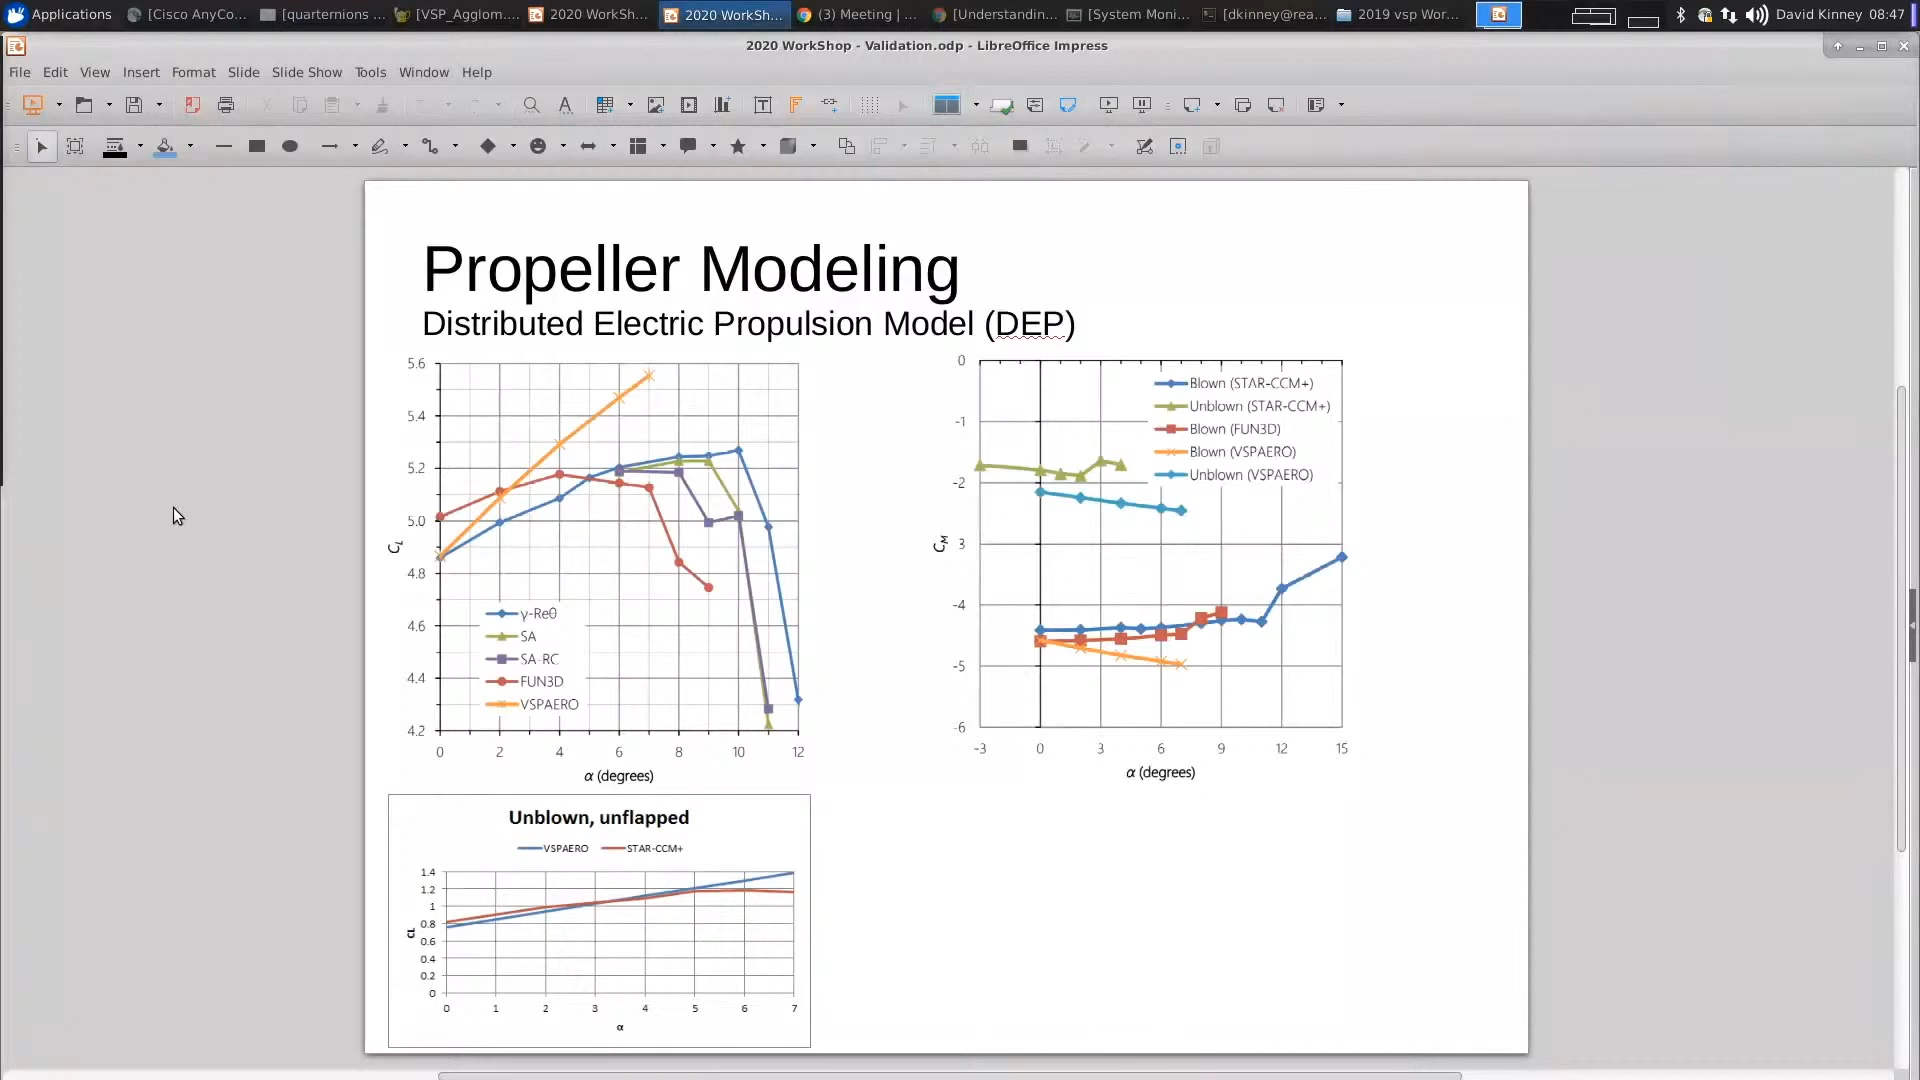 Applications [Cisco AnyCo... [quarternions ... [VSP_Agglom.... 2020 WorkSh... 2020 WorkSh... (3) Meeting | ... [Understandin... [System Moni... [dkinney@rea... 2019 vsp Wor... David Kinney 08:47
2020 WorkShop - Validation.odp - LibreOffice Impress
File Edit View Insert Format Slide Slide Show Tools Window Help
Propeller Modeling
Distributed Electric Propulsion Model (DEP)
5.6
5.4
5.2
5.0
4.8
4.6
4.4
4.2
CL
γ-Reθ
SA
SA-RC
FUN3D
VSPAERO
0 2 4 6 8 10 12
α (degrees)
0
-1
-2
3
-4
-5
-6
CM
Blown (STAR-CCM+)
Unblown (STAR-CCM+)
Blown (FUN3D)
Blown (VSPAERO)
Unblown (VSPAERO)
-3 0 3 6 9 12 15
α (degrees)
Unblown, unflapped
VSPAERO STAR-CCM+
1.4
1.2
1
0.8
0.6
0.4
0.2
0
CL
0 1 2 3 4 5 6 7
α